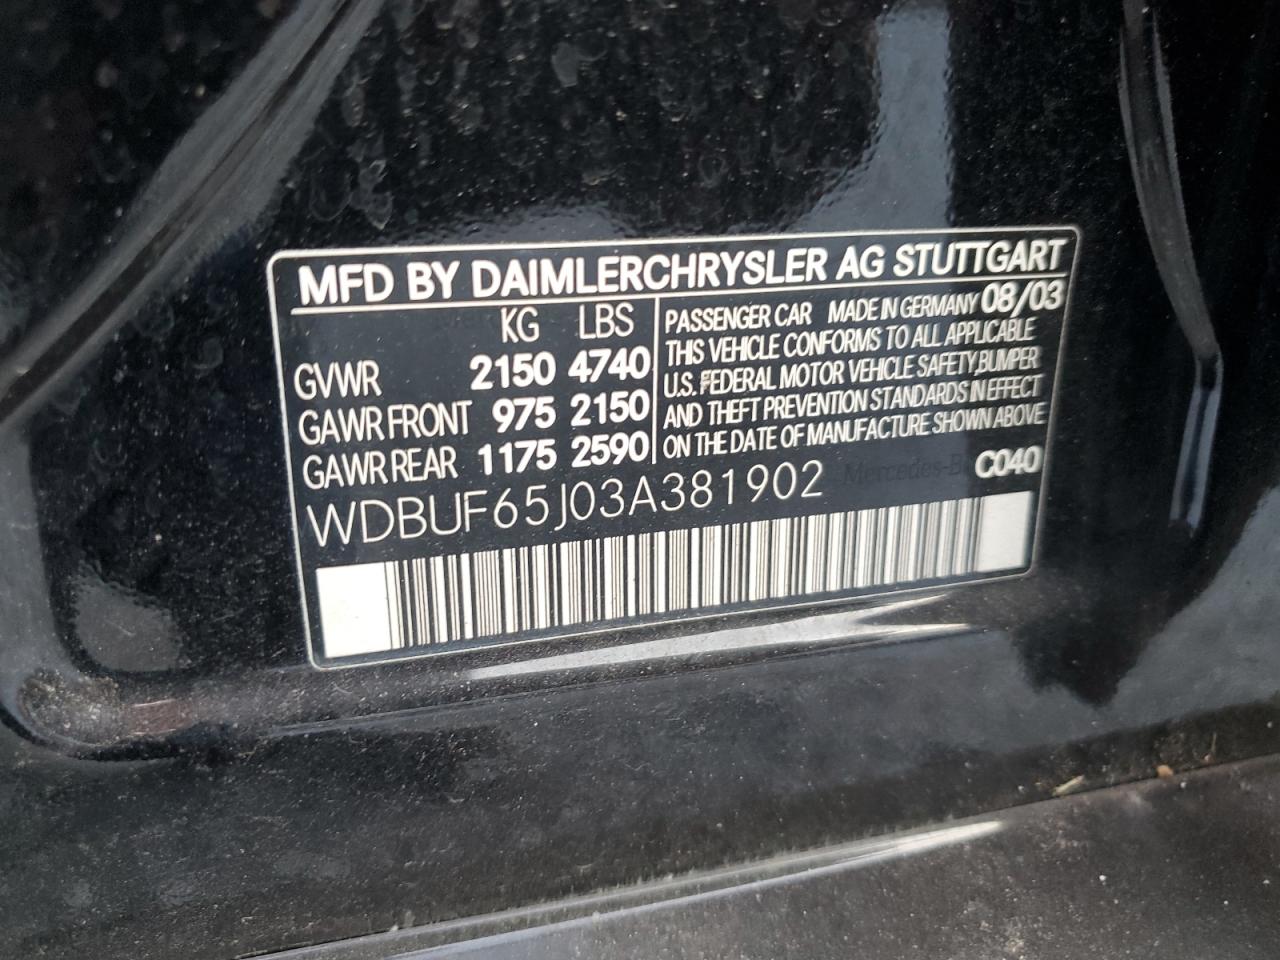 MFD BY DAIMLERCHRYSLER AG STUTTGART
KG LBS
GVWR 2150 4740
GAWR FRONT 975 2150
GAWR REAR 1175 2590
PASSENGER CAR MADE IN GERMANY 08/03
THIS VEHICLE CONFORMS TO ALL APPLICABLE
U.S. FEDERAL MOTOR VEHICLE SAFETY,BUMPER
AND THEFT PREVENTION STANDARDS IN EFFECT
ON THE DATE OF MANUFACTURE SHOWN ABOVE
WDBUF65J03A381902
C040